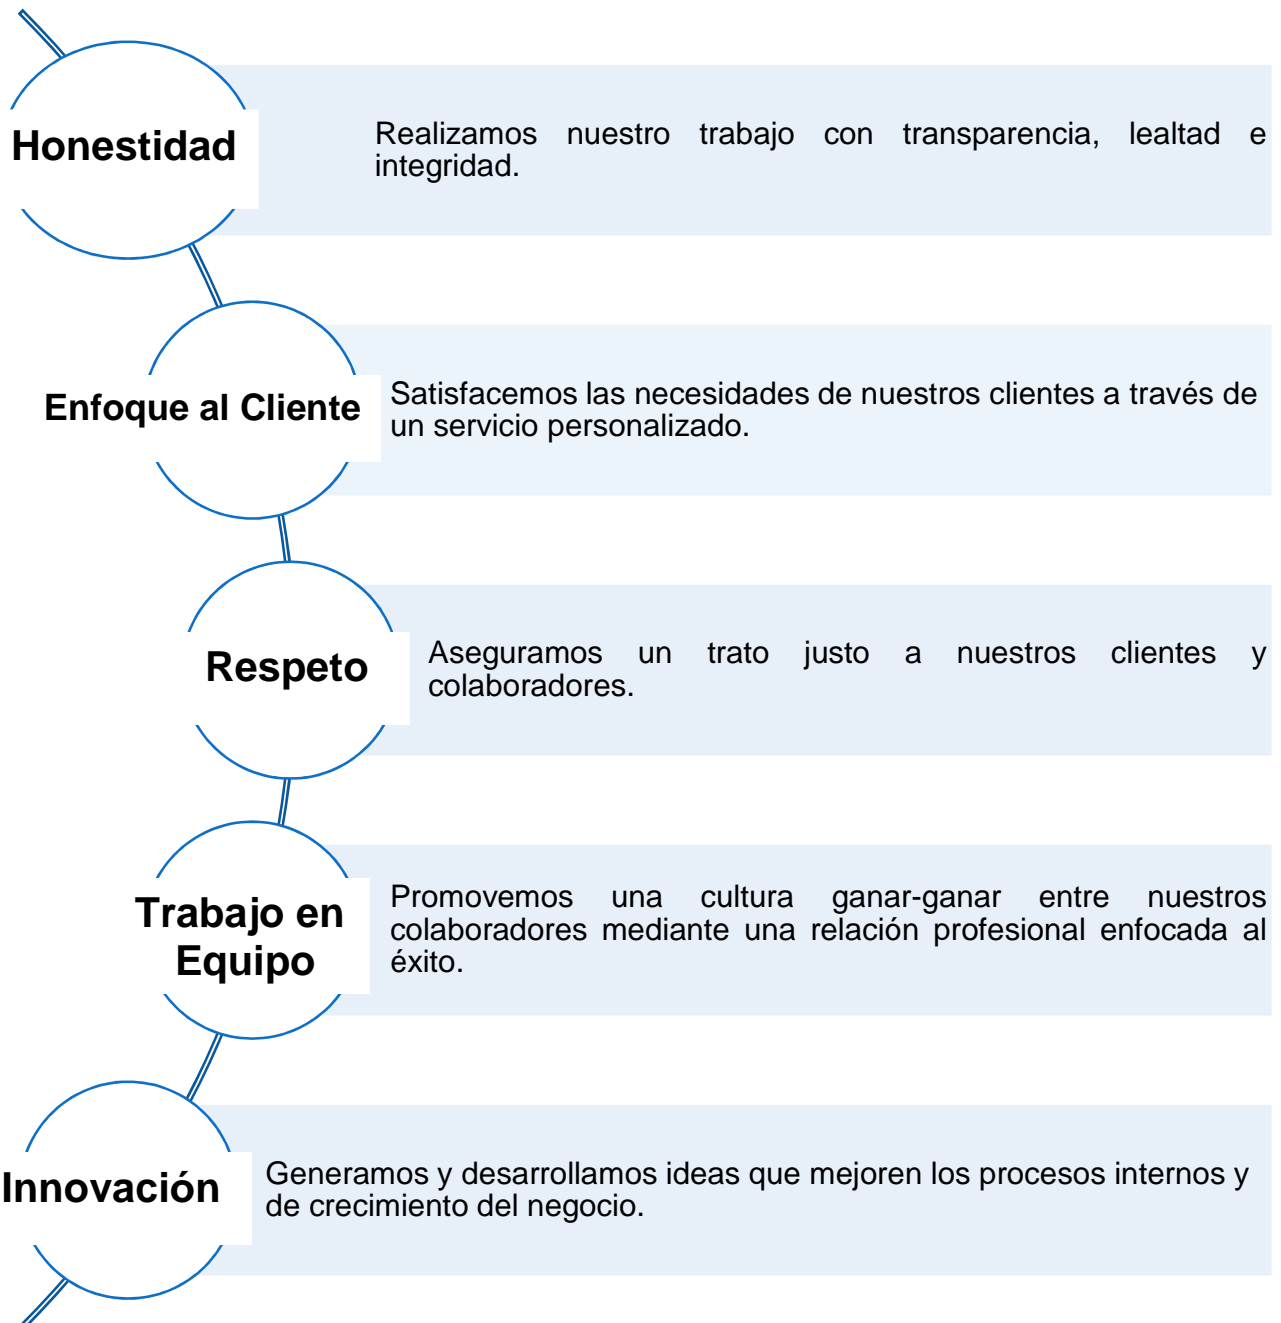 Honestidad
Realizamos nuestro trabajo con transparencia, lealtad e
integridad.
Enfoque al Cliente
Satisfacemos las necesidades de nuestros clientes a través de
un servicio personalizado.
Respeto
Aseguramos un trato justo a nuestros clientes y
colaboradores.
Trabajo en
Equipo
Promovemos una cultura ganar-ganar entre nuestros
colaboradores mediante una relación profesional enfocada al
éxito.
Innovación
Generamos y desarrollamos ideas que mejoren los procesos internos y
de crecimiento del negocio.